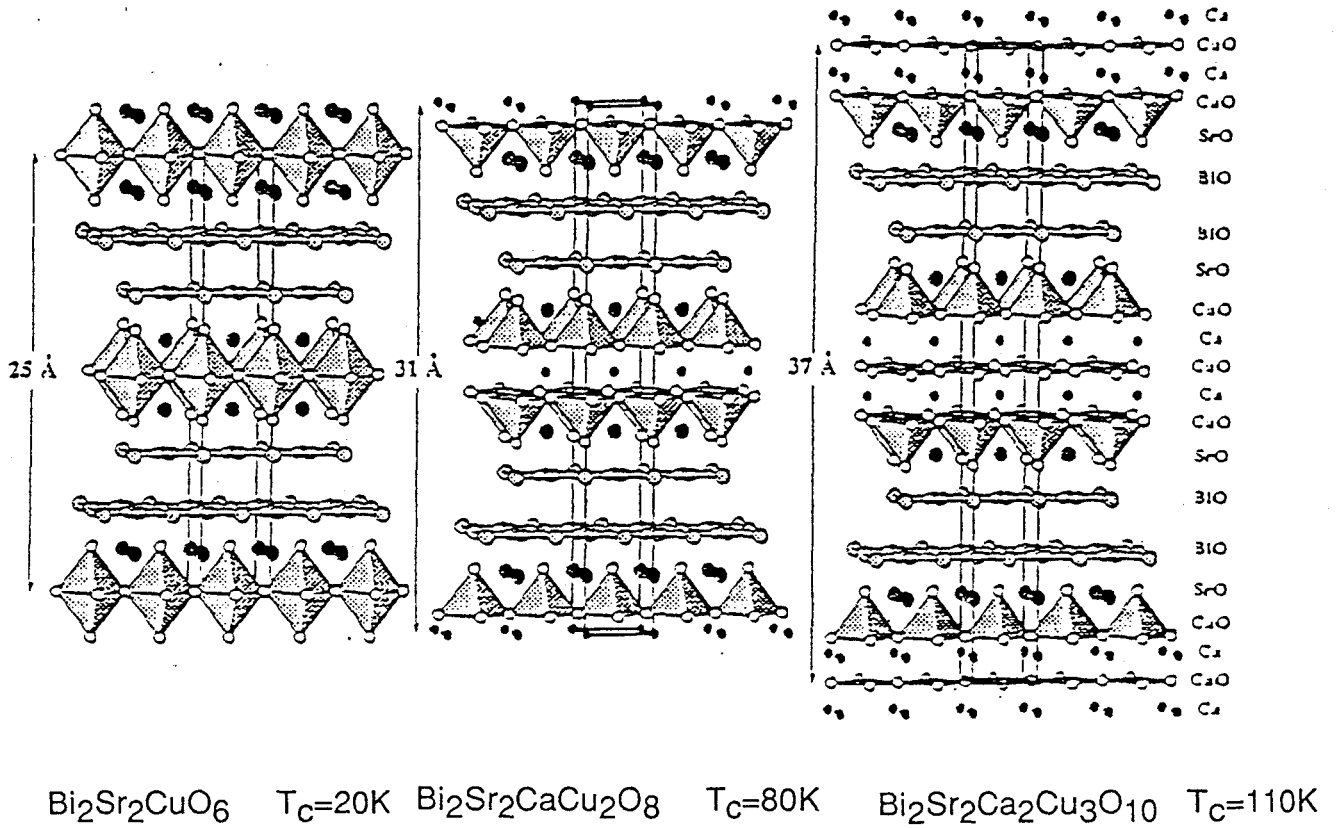 Ca
CuO
Ca
CuO
SrO
BiO
BiO
SrO
CuO
Ca
CuO
Ca
CuO
SrO
BiO
BiO
SrO
CuO
Ca
CuO
Ca
25 Å
31 Å
37 Å
Bi2Sr2CuO6 Tc=20K Bi2Sr2CaCu2O8 Tc=80K Bi2Sr2Ca2Cu3O10 Tc=110K